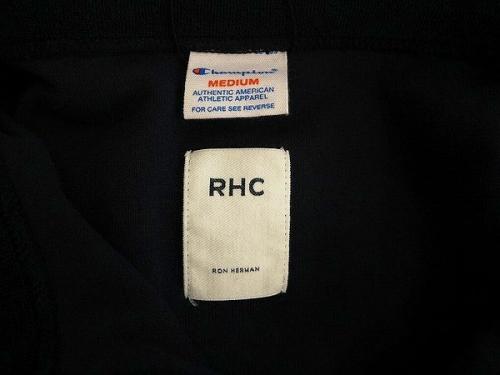 Champion
MEDIUM
AUTHENTIC AMERICAN
ATHLETIC APPAREL
FOR CARE SEE REVERSE
RHC
RON HERMAN